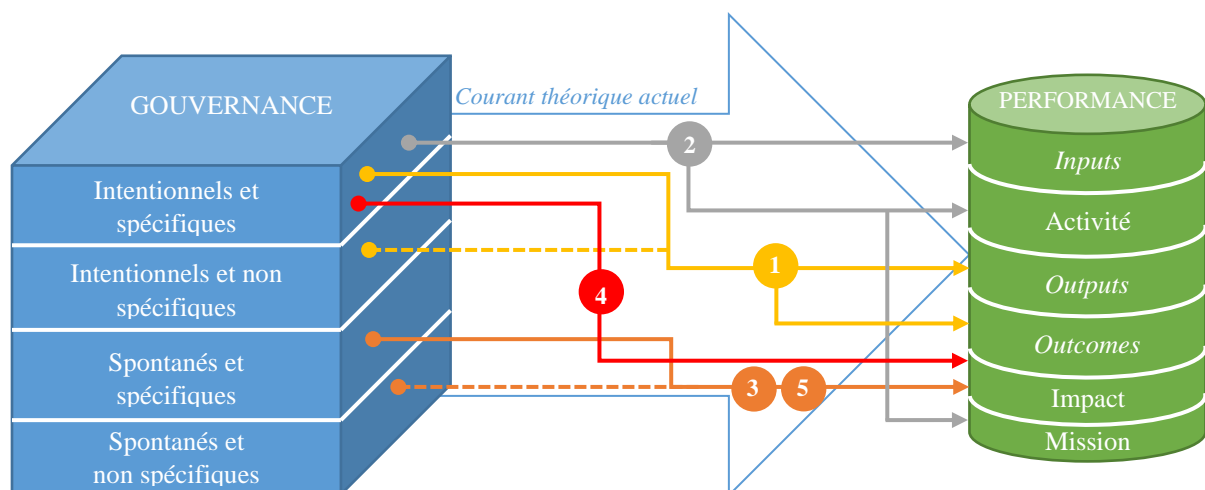 GOUVERNANCE
Courant théorique actuel
PERFORMANCE
2
Inputs
Intentionnels et
spécifiques
Activité
Intentionnels et non
spécifiques
1
Outputs
4
Outcomes
Spontanés et
spécifiques
3
5
Impact
Mission
Spontanés et
non spécifiques